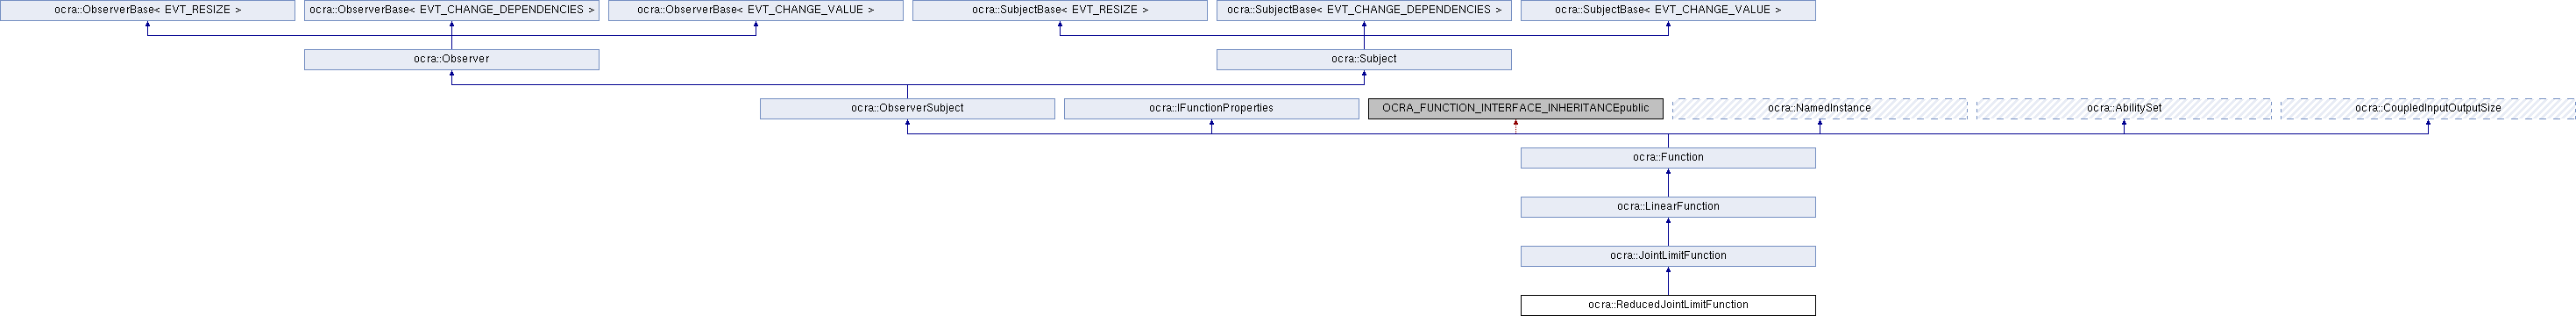 ocra::ObserverBase< EVT_RESIZE >
ocra::ObserverBase< EVT_CHANGE_DEPENDENCIES >
ocra::ObserverBase< EVT_CHANGE_VALUE >
ocra::SubjectBase< EVT_RESIZE >
ocra::SubjectBase< EVT_CHANGE_DEPENDENCIES >
ocra::SubjectBase< EVT_CHANGE_VALUE >
ocra::Observer
ocra::Subject
ocra::ObserverSubject
ocra::IFunctionProperties
OCRA_FUNCTION_INTERFACE_INHERITANCEpublic
ocra::NamedInstance
ocra::AbilitySet
ocra::CoupledInputOutputSize
ocra::Function
ocra::LinearFunction
ocra::JointLimitFunction
ocra::ReducedJointLimitFunction